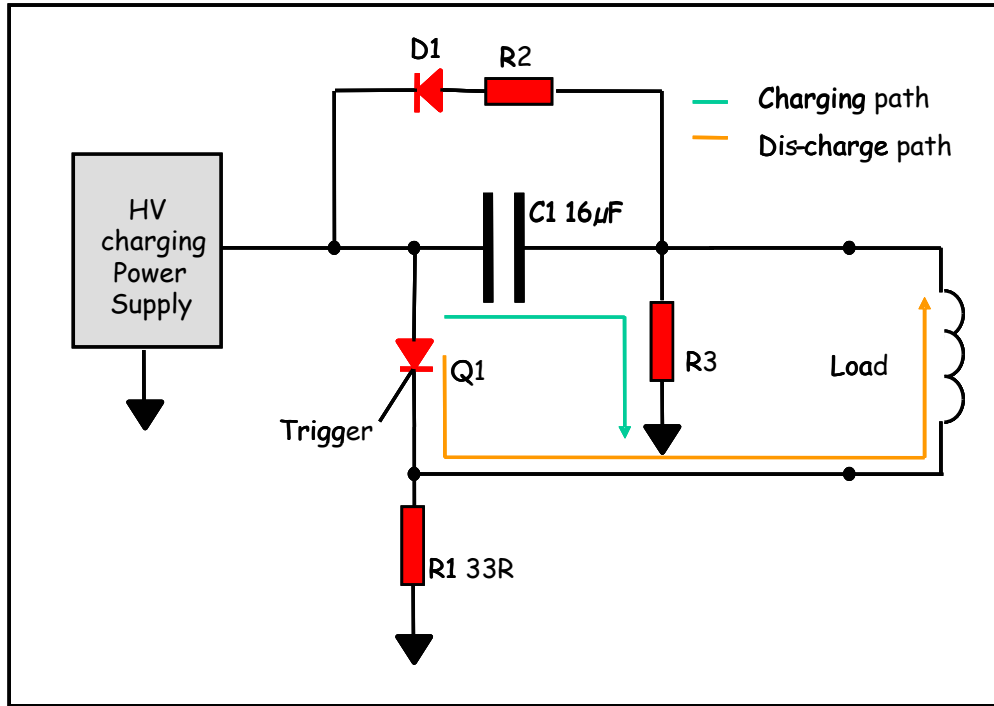 D1
R2
Charging path
Dis-charge path
HV
charging
Power
Supply
C1 16µF
Q1
R3
Load
Trigger
R1 33R